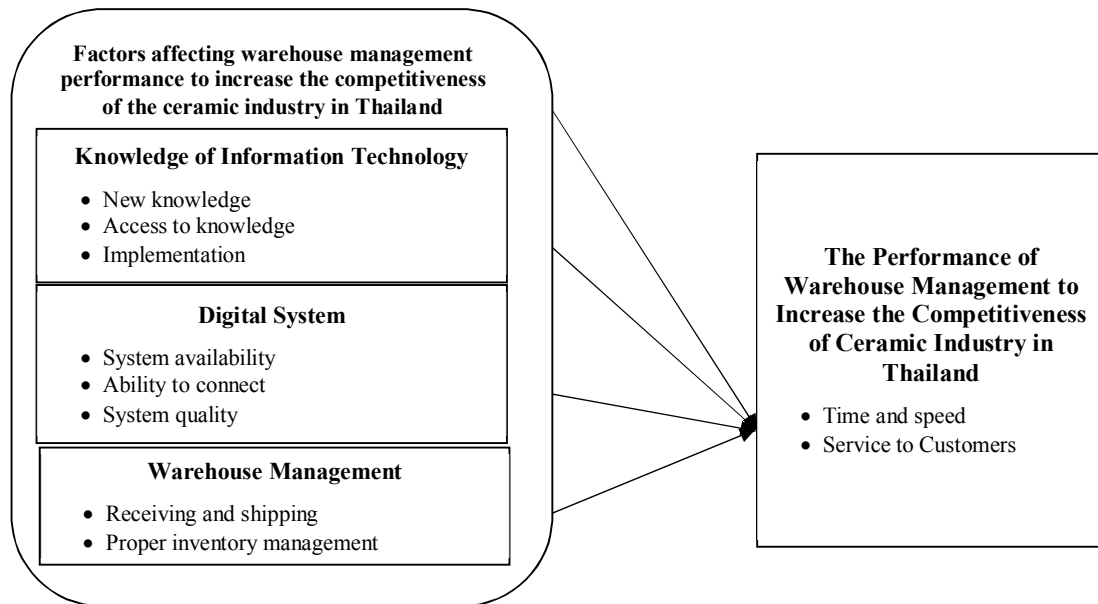 Factors affecting warehouse management
performance to increase the competitiveness
of the ceramic industry in Thailand
Knowledge of Information Technology
• New knowledge
• Access to knowledge
• Implementation
Digital System
• System availability
• Ability to connect
• System quality
Warehouse Management
• Receiving and shipping
• Proper inventory management
The Performance of
Warehouse Management to
Increase the Competitiveness
of Ceramic Industry in
Thailand
• Time and speed
• Service to Customers